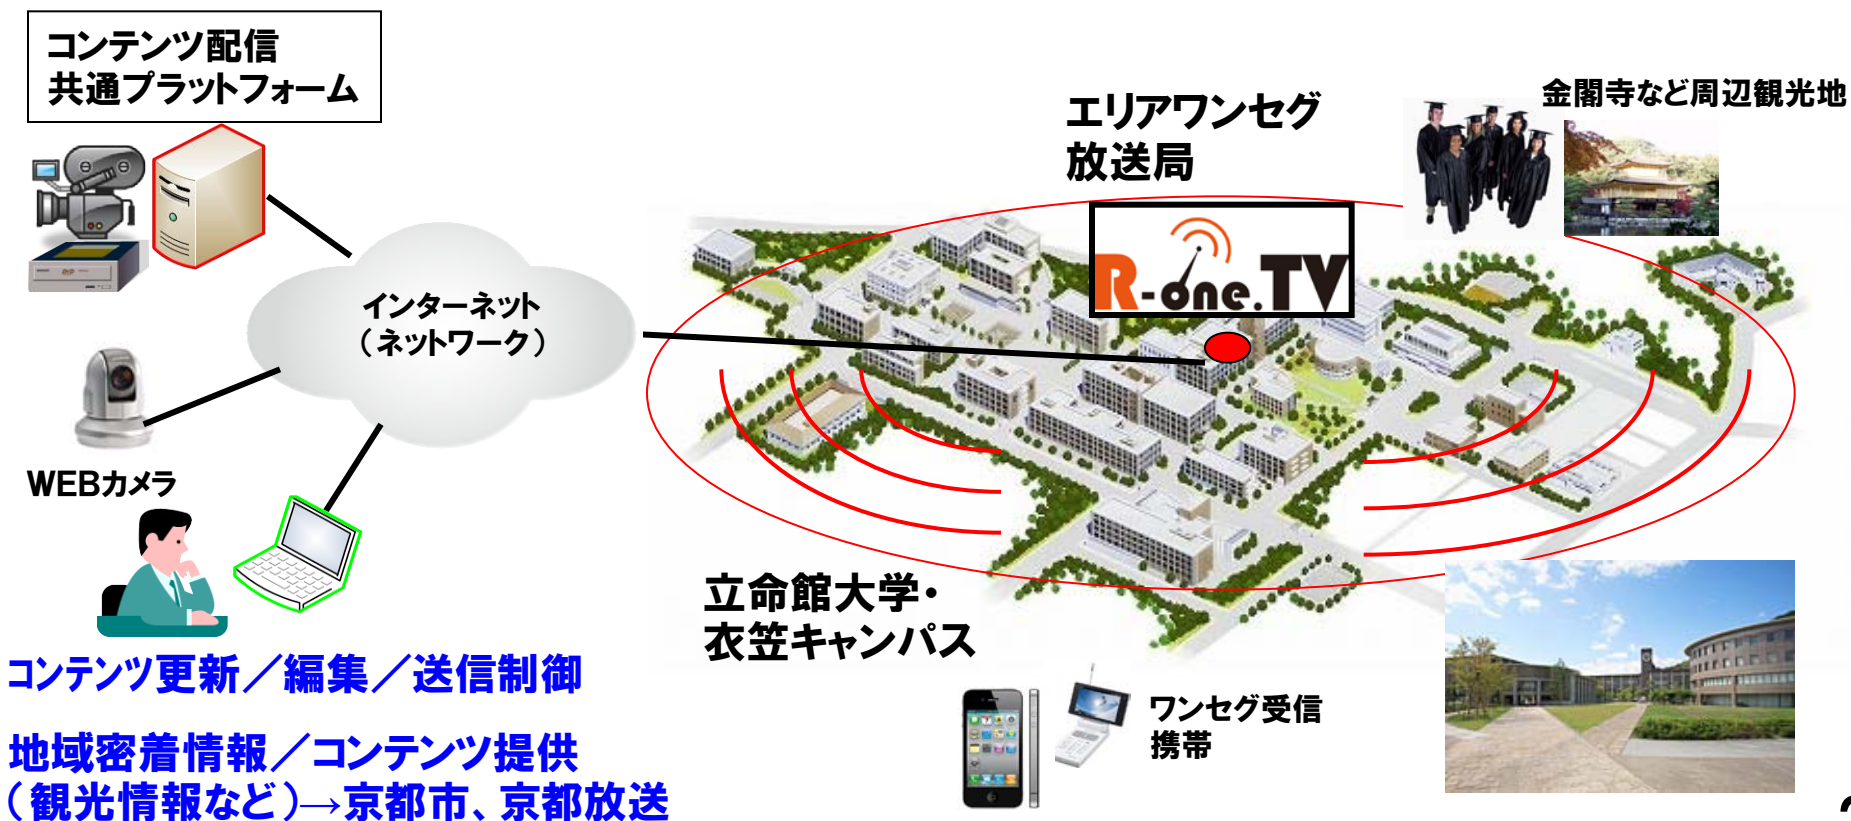 コンテンツ配信
共通プラットフォーム
エリアワンセグ
放送局
金閣寺など周辺観光地
R-one.TV
インターネット
(ネットワーク)
WEBカメラ
立命館大学・
衣笠キャンパス
コンテンツ更新/編集/送信制御
ワンセグ受信
携帯
地域密着情報/コンテンツ提供
(観光情報など)→京都市、京都放送